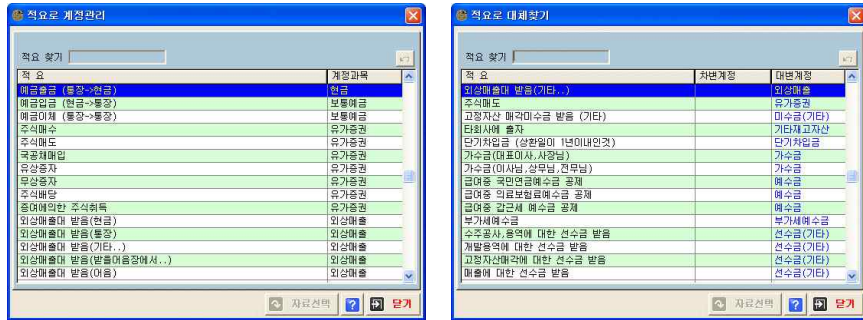 적요로 계정관리
적요 찾기
적 요 계정과목
예금출금 (통장->현금) 현금
예금입금 (현금->통장) 보통예금
예금이체 (통장->통장) 보통예금
주식매수 유가증권
주식매도 유가증권
국공채매입 유가증권
유상증자 유가증권
무상증자 유가증권
주식배당 유가증권
증여에의한 주식취득 유가증권
외상매출대 받음(현금) 외상매출
외상매출대 받음(통장) 외상매출
외상매출대 받음(기타..) 외상매출
외상매출대 받음(받을어음장에서..) 외상매출
외상매출대 받음(어음) 외상매출
자료선택 ? 닫기
적요로 대체찾기
적요 찾기
적 요 차변계정 대변계정
외상매출대 받음(기타..) 외상매출
주식매도 유가증권
고정자산 매각미수금 받음 (기타) 미수금(기타)
타회사에 출자 기타재고자산
단기차입금 (상환일이 1년이내인것) 단기차입금
가수금(대표이사,사장님) 가수금
가수금(이사님,상무님,전무님) 가수금
급여중 국민연금예수금 공제 예수금
급여중 의료보험료예수금 공제 예수금
급여중 갑근세 예수금 공제 예수금
부가세예수금 부가세예수금
수주공사,용역에 대한 선수금 받음 선수금(기타)
개발용역에 대한 선수금 받음 선수금(기타)
고정자산매각에 대한 선수금 받음 선수금(기타)
매출에 대한 선수금 받음 선수금(기타)
자료선택 ? 닫기